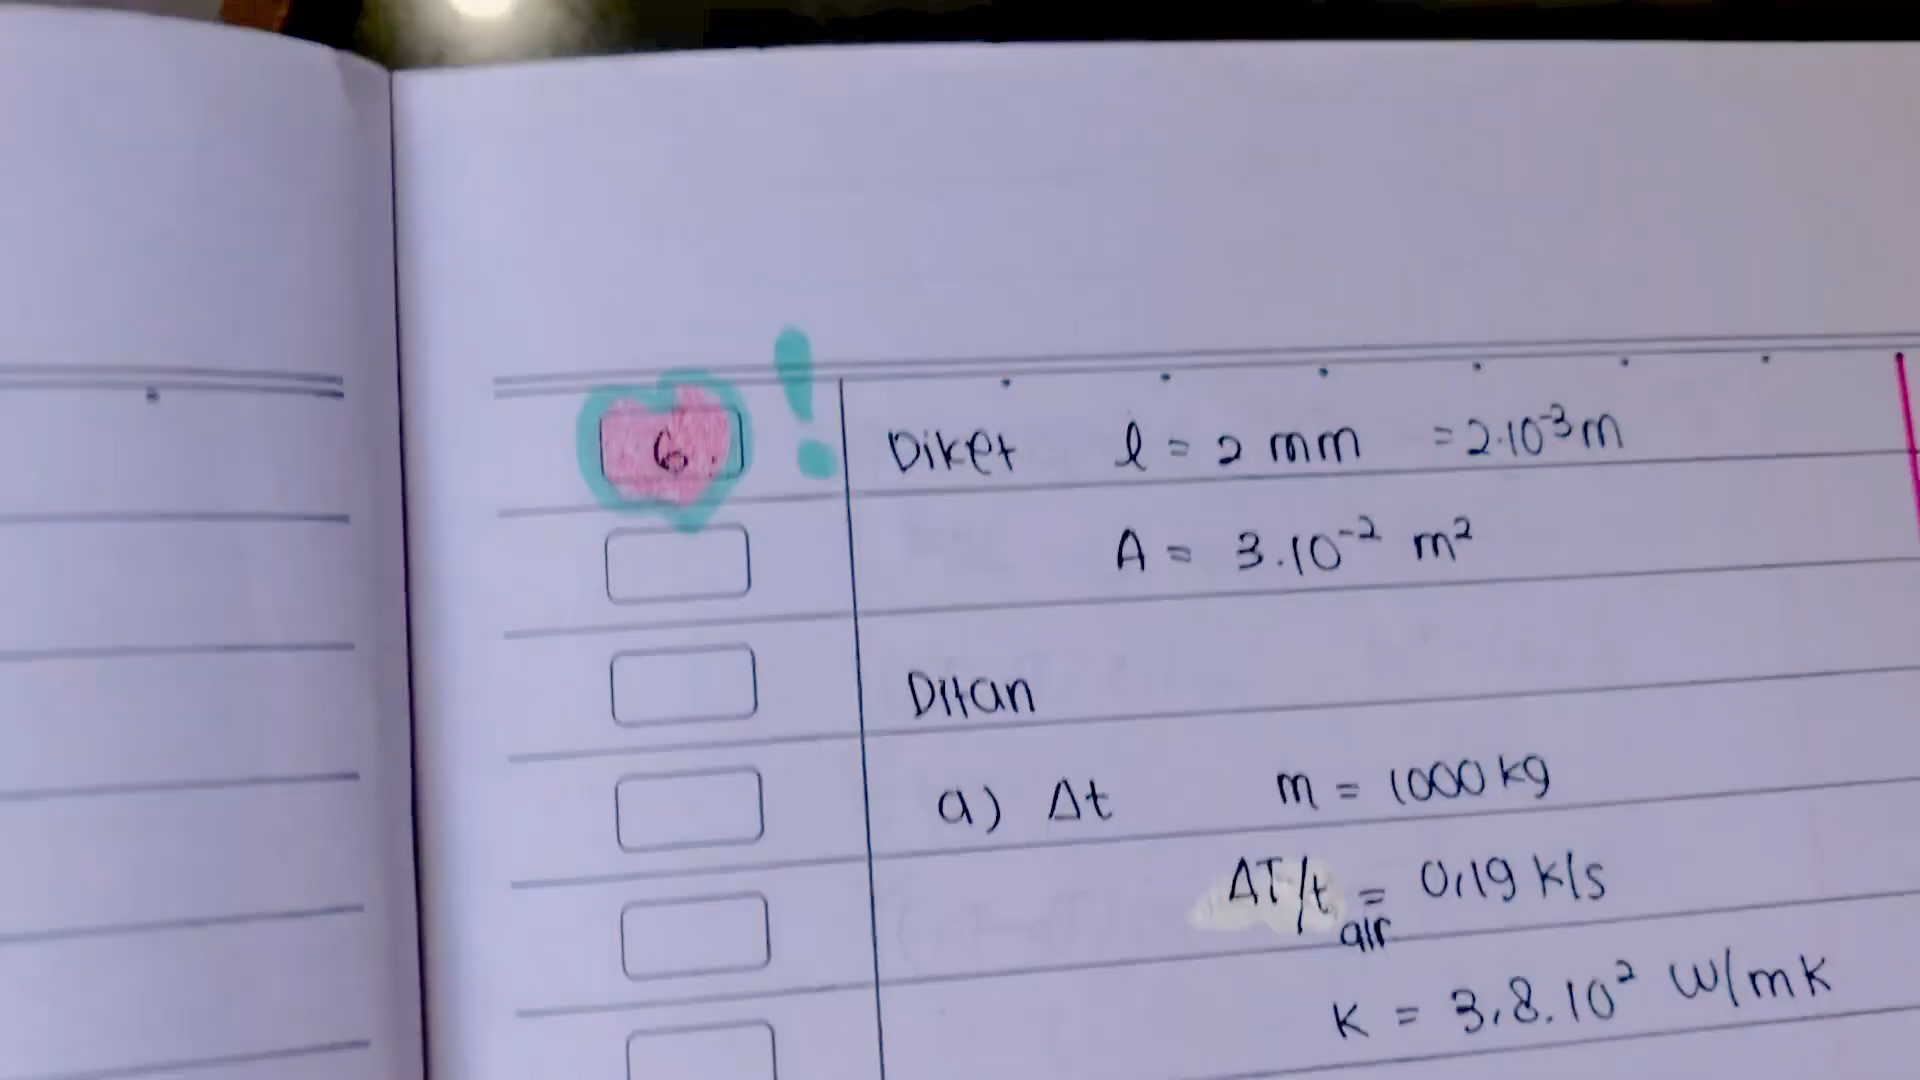 6. ! Diket l = 2 mm = 2.10⁻³ m
A = 3.10⁻² m²
Ditan
a) Δt m = 1000 kg
ΔT/t air = 0,19 K/s
K = 3,8.10² W/mK